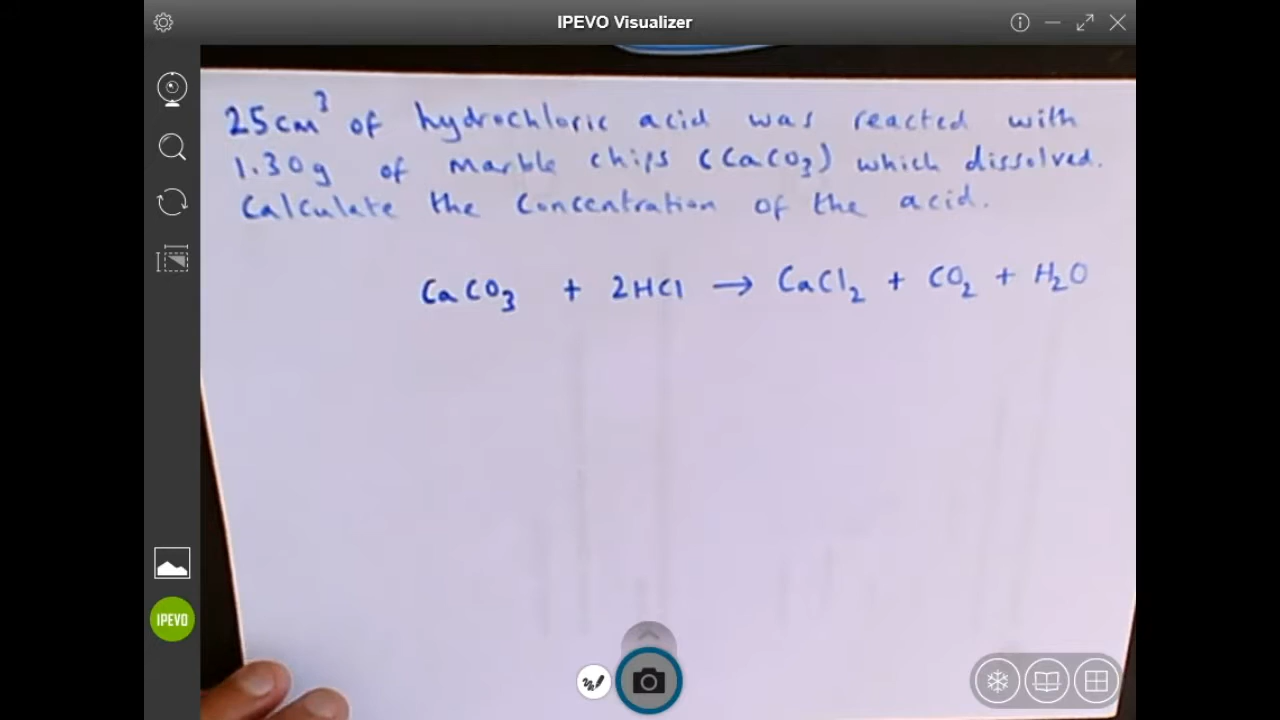 IPEVO Visualizer
25cm³ of hydrochloric acid was reacted with
1.30g of marble chips (CaCO₃) which dissolved.
Calculate the concentration of the acid.
CaCO₃ + 2HCl → CaCl₂ + CO₂ + H₂O
IPEVO